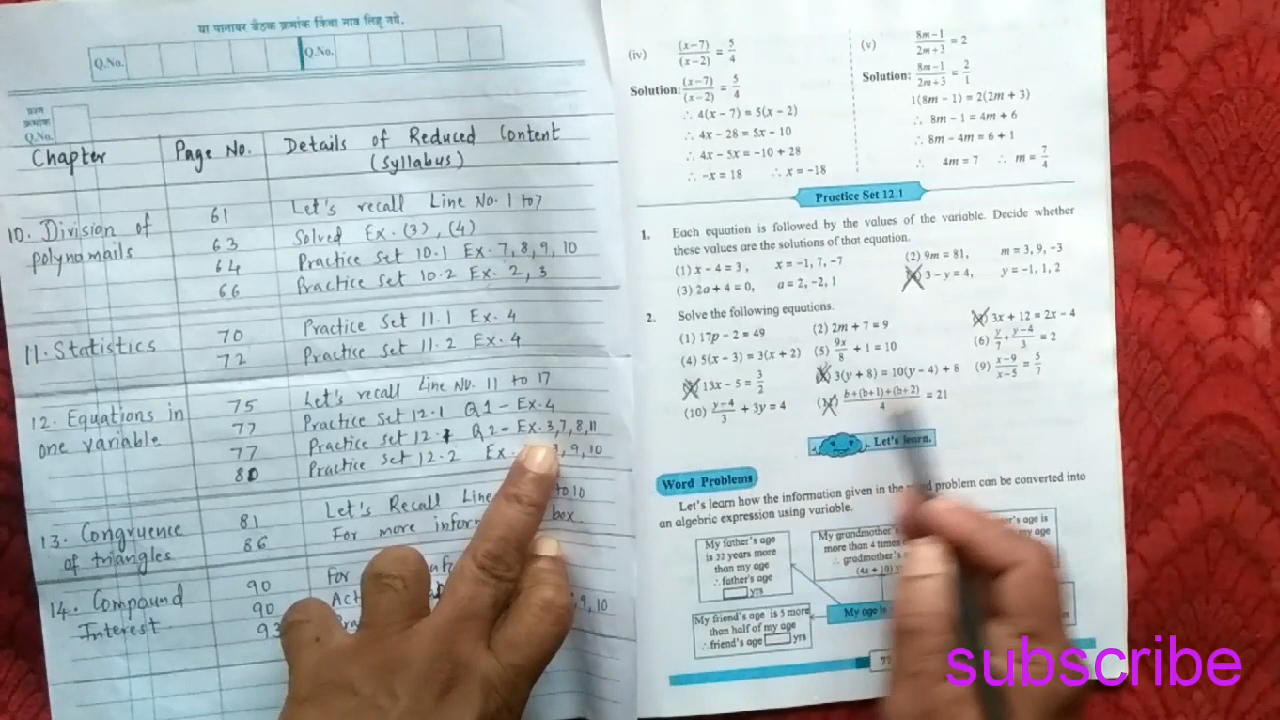 या पानावर बैठक क्रमांक किंवा नाव लिहू नये.
Q.No. Q.No.
प्रश्न
क्रमांक
Q.No.
Chapter Page No. Details of Reduced Content
(Syllabus)
10. Division of polynomails
61 Let's recall Line No. 1 to 7
63 Solved Ex. (3), (4)
64 Practice Set 10.1 Ex. 7, 8, 9, 10
66 Practice Set 10.2 Ex. 2, 3
11. Statistics
70 Practice Set 11.1 Ex. 4
72 Practice Set 11.2 Ex. 4
12. Equations in one variable
75 Let's recall Line No. 11 to 17
77 Practice Set 12.1 Q1 - Ex. 4
77 Practice Set 12.1 Q2 - Ex. 3,7,8,11
80 Practice Set 12.2 Ex. 9, 10
13. Congruence of triangles
81 Let's Recall Line to 10
86 For more box.
14. Compound Interest
90 For
90
93 9, 10
(iv) (x-7)/(x-2) = 5/4
Solution: (x-7)/(x-2) = 5/4
∴ 4(x - 7) = 5(x - 2)
∴ 4x - 28 = 5x - 10
∴ 4x - 5x = -10 + 28
∴ -x = 18 ∴ x = -18
(v) 8m-1/2m+3 = 2
Solution: 8m-1/2m+3 = 2/1
1(8m - 1) = 2(2m + 3)
∴ 8m - 1 = 4m + 6
∴ 8m - 4m = 6 + 1
∴ 4m = 7 ∴ m = 7/4
Practice Set 12.1
1. Each equation is followed by the values of the variable. Decide whether
these values are the solutions of that equation.
(1) x - 4 = 3, x = -1, 7, -7 (2) 9m = 81, m = 3, 9, -3
(3) 2a + 4 = 0, a = 2, -2, 1 3 - y = 4, y = -1, 1, 2
2. Solve the following equations.
(1) 17p - 2 = 49 (2) 2m + 7 = 9 3x + 12 = 2x - 4
(4) 5(x - 3) = 3(x + 2) (5) 9x/8 + 1 = 10 (6) y/7 + y-4/3 = 2
13x - 5 = 3/2 3(y + 8) = 10(y - 4) + 8 (9) x-9/x-5 = 5/7
(10) y-4/3 + 3y = 4 b+(b+1)+(b+2)/4 = 21
Let's learn.
Word Problems
Let's learn how the information given in the problem can be converted into
an algebric expression using variable.
My father's age
is 22 years more
than my age
∴ father's age
yrs
My grandmother
more than 4 times
∴ gradmother's
age is
my age
My friend's age is 5 more
than half of my age
∴ friend's age yrs
My age is
77
subscribe